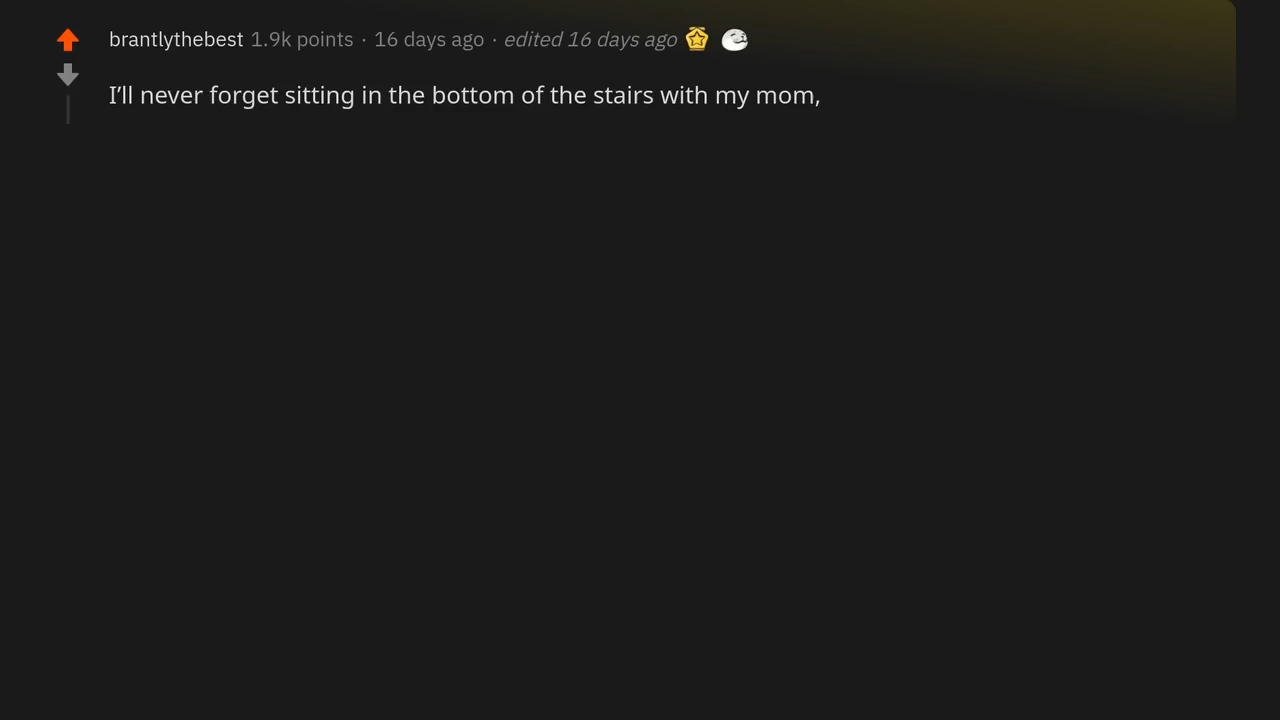 brantlythebest 1.9k points · 16 days ago · edited 16 days ago
I’ll never forget sitting in the bottom of the stairs with my mom,